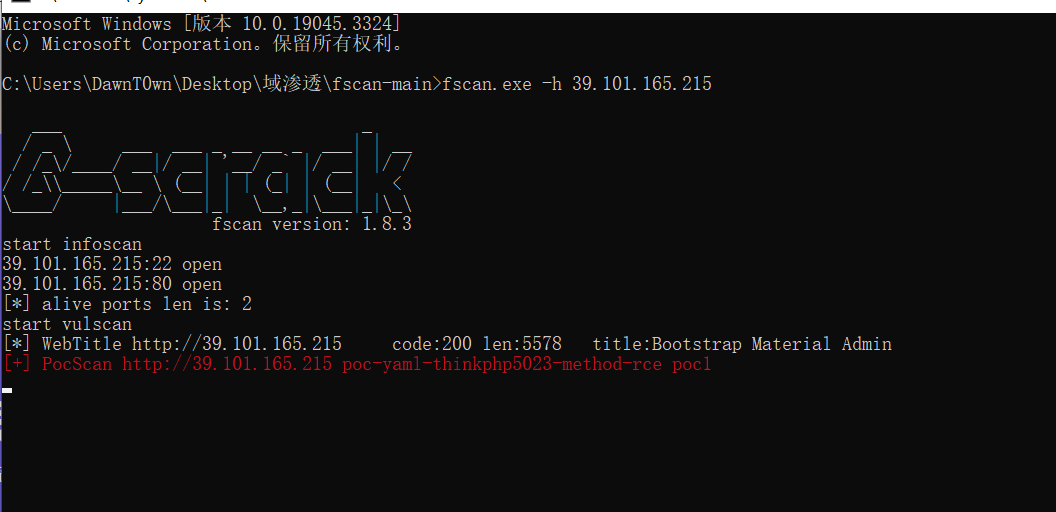 Microsoft Windows [版本 10.0.19045.3324]
(c) Microsoft Corporation。保留所有权利。
C:\Users\DawnT0wn\Desktop\域渗透\fscan-main>fscan.exe -h 39.101.165.215
fscan version: 1.8.3
start infoscan
39.101.165.215:22 open
39.101.165.215:80 open
[*] alive ports len is: 2
start vulscan
[*] WebTitle http://39.101.165.215     code:200 len:5578   title:Bootstrap Material Admin
[+] PocScan http://39.101.165.215 poc-yaml-thinkphp5023-method-rce poc1